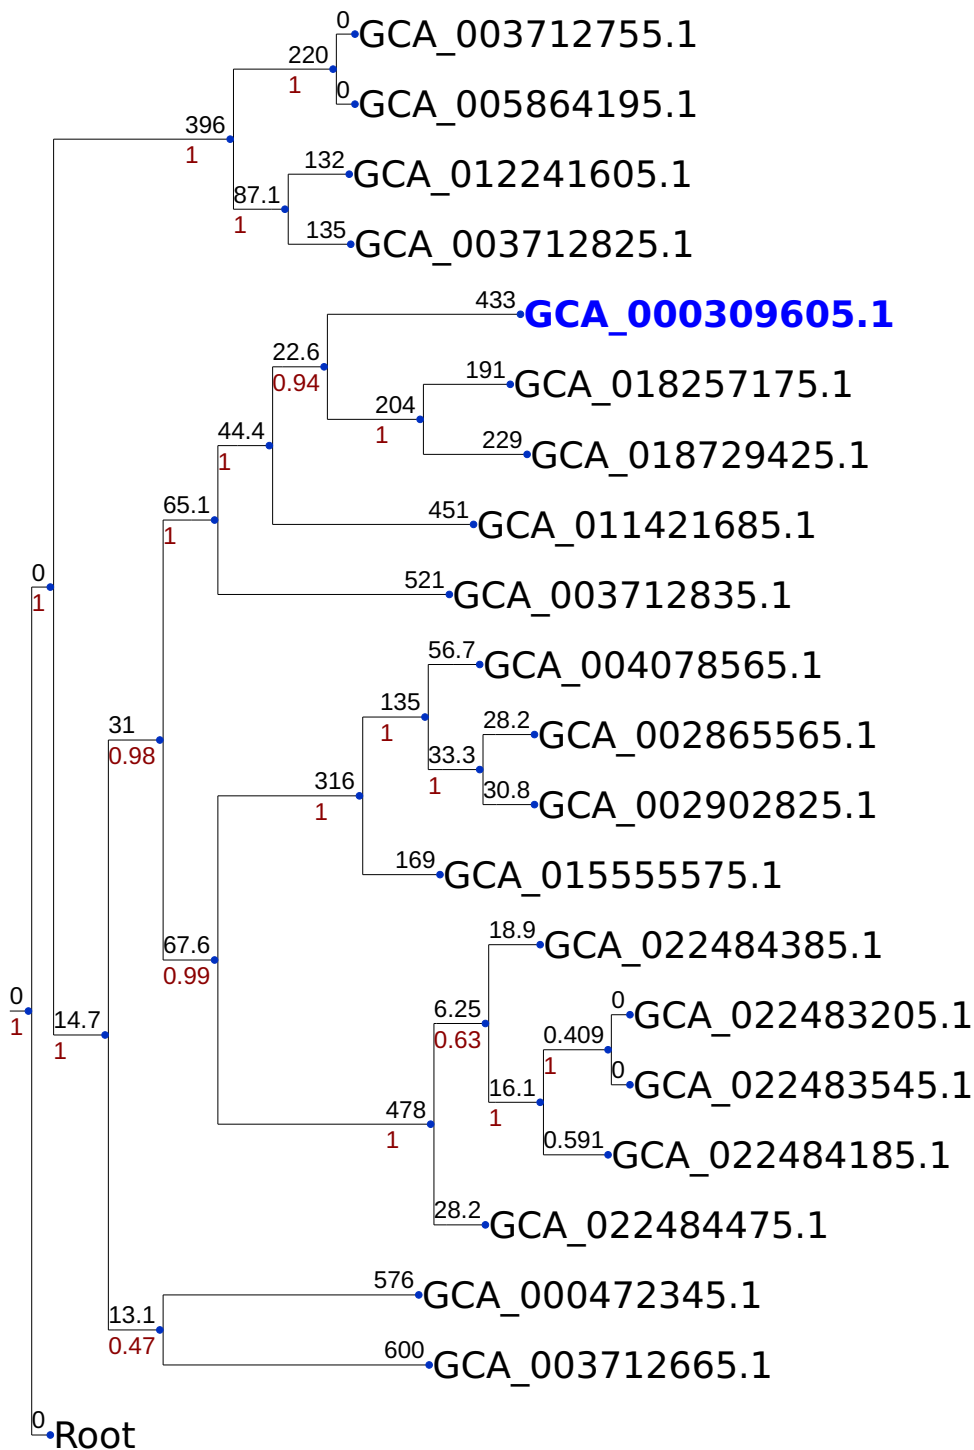 0
GCA_003712755.1
220
1
0
GCA_005864195.1
396
1
132
GCA_012241605.1
87.1
1
135
GCA_003712825.1
433
GCA_000309605.1
22.6
0.94
191
GCA_018257175.1
204
1
229
GCA_018729425.1
44.4
1
451
GCA_011421685.1
65.1
1
521
GCA_003712835.1
0
1
56.7
GCA_004078565.1
135
1
28.2
GCA_002865565.1
33.3
1
30.8
GCA_002902825.1
31
0.98
316
1
169
GCA_015555575.1
18.9
GCA_022484385.1
67.6
0.99
0
GCA_022483205.1
6.25
0.63
0.409
1
0
GCA_022483545.1
0
1
14.7
1
16.1
1
0.591
GCA_022484185.1
478
1
28.2
GCA_022484475.1
576
GCA_000472345.1
13.1
0.47
600
GCA_003712665.1
0
Root